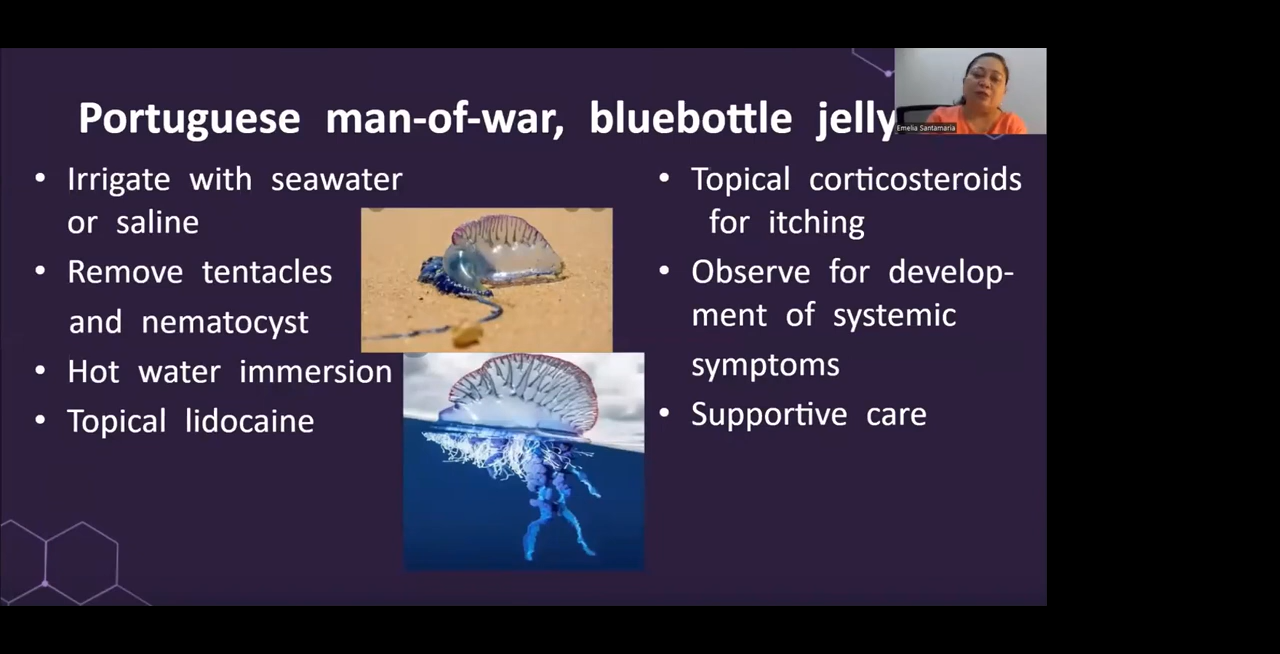 Portuguese man-of-war, bluebottle jelly
Emelia Santamaria
• Irrigate with seawater
or saline
• Remove tentacles
and nematocyst
• Hot water immersion
• Topical lidocaine
• Topical corticosteroids
for itching
• Observe for develop-
ment of systemic
symptoms
• Supportive care